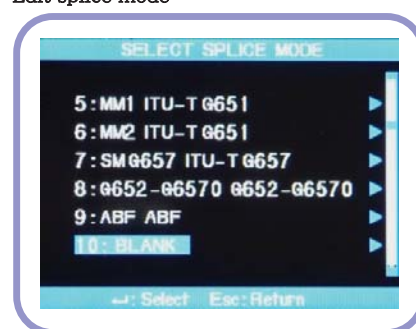 Edit splice mode
SELECT SPLICE MODE
5:MM1 ITU-T G651
6:MM2 ITU-T G651
7:SMG657 ITU-T G657
8:G652-G6570 G652-G6570
9:ABF ABF
10: BLANK
↵: Select Esc:Return